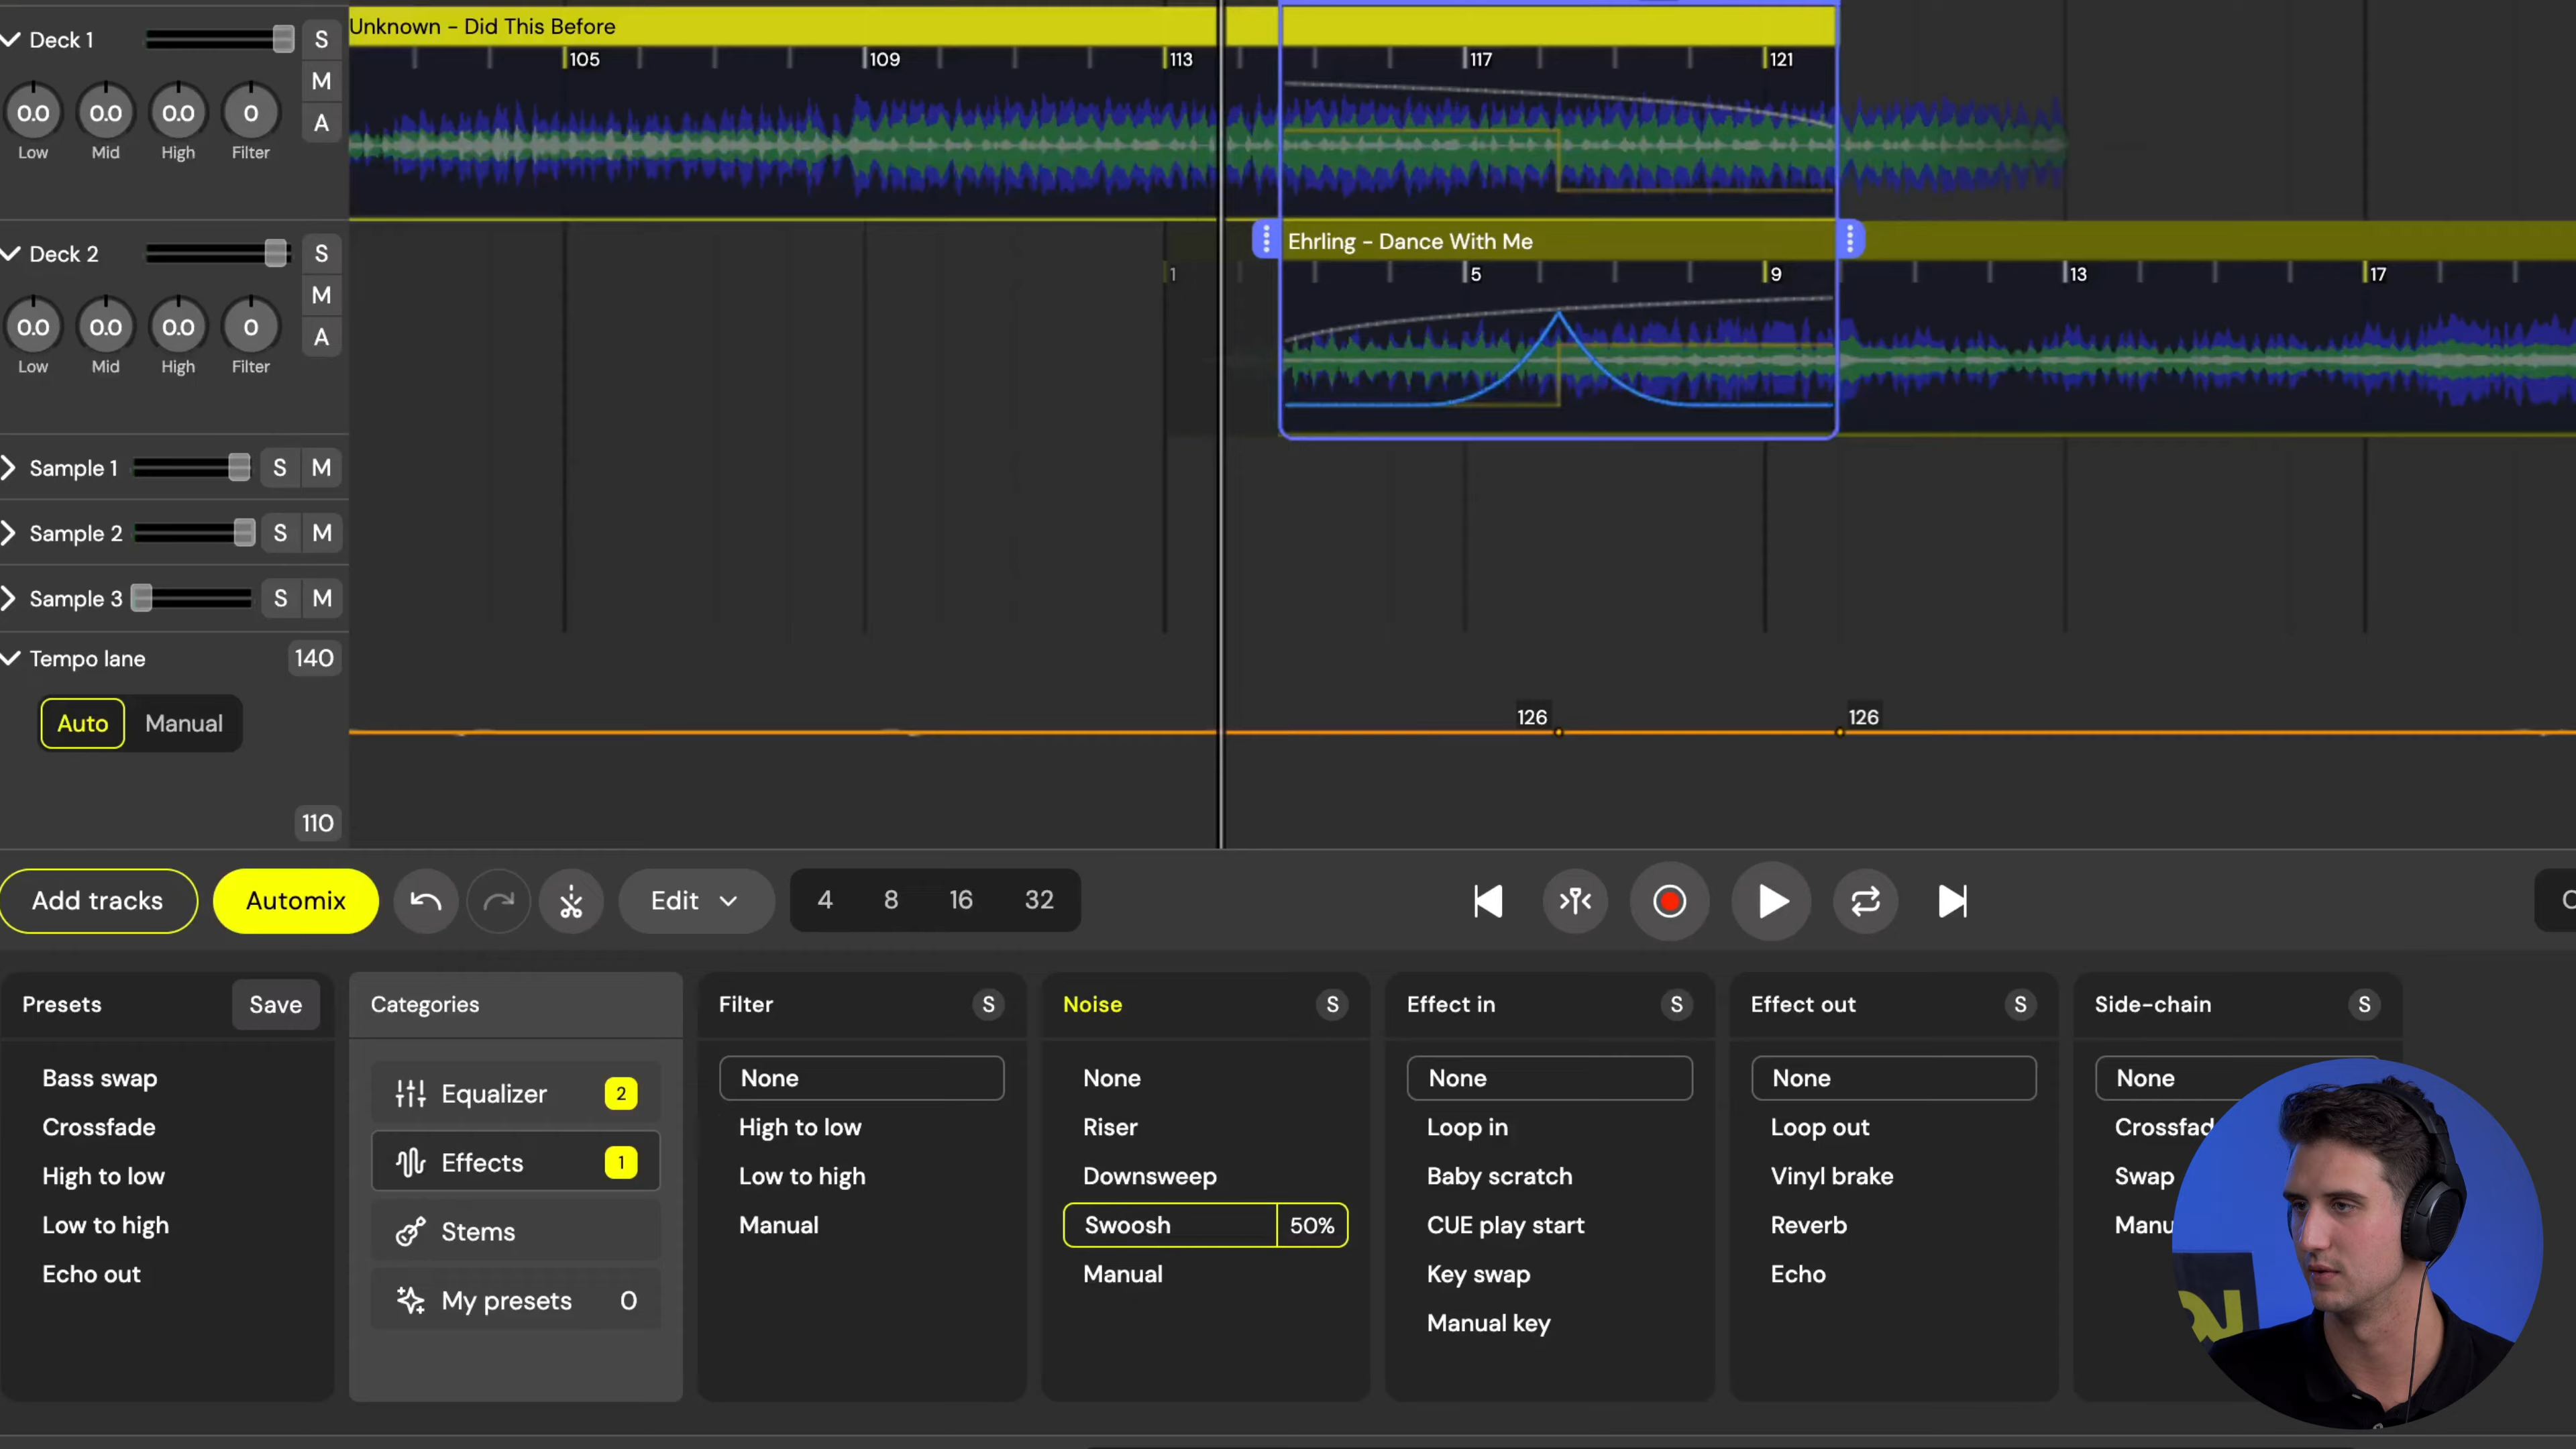 Deck 1
S
M
A
0.0
0.0
0.0
0
Low
Mid
High
Filter
Unknown - Did This Before
105
109
113
117
121
Deck 2
S
M
A
0.0
0.0
0.0
0
Low
Mid
High
Filter
Ehrling - Dance With Me
1
5
9
13
17
Sample 1
S
M
Sample 2
S
M
Sample 3
S
M
Tempo lane
140
Auto
Manual
110
126
126
Add tracks
Automix
Edit
4
8
16
32
Presets
Save
Bass swap
Crossfade
High to low
Low to high
Echo out
Categories
Equalizer
2
Effects
1
Stems
My presets
0
Filter
S
None
High to low
Low to high
Manual
Noise
S
None
Riser
Downsweep
Swoosh
50%
Manual
Effect in
S
None
Loop in
Baby scratch
CUE play start
Key swap
Manual key
Effect out
S
None
Loop out
Vinyl brake
Reverb
Echo
Side-chain
S
None
Crossfad
Swap
Manu